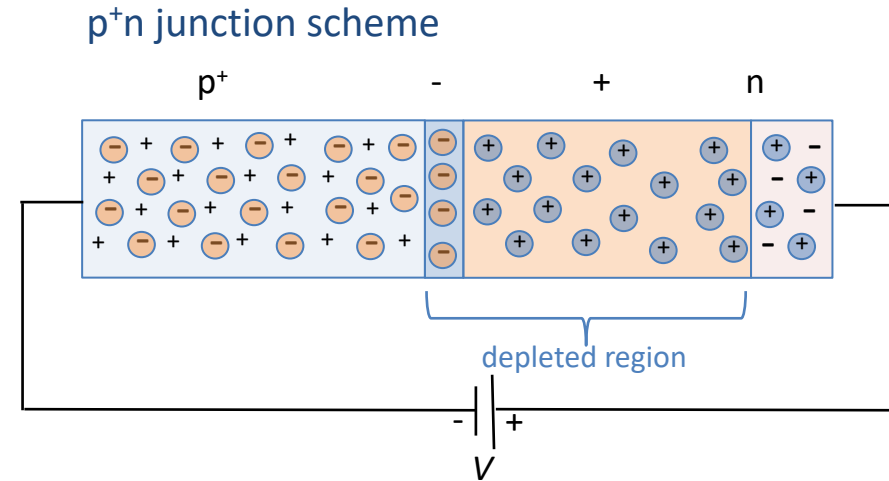 p⁺n junction scheme
p⁺ - + n
depleted region
- +
V